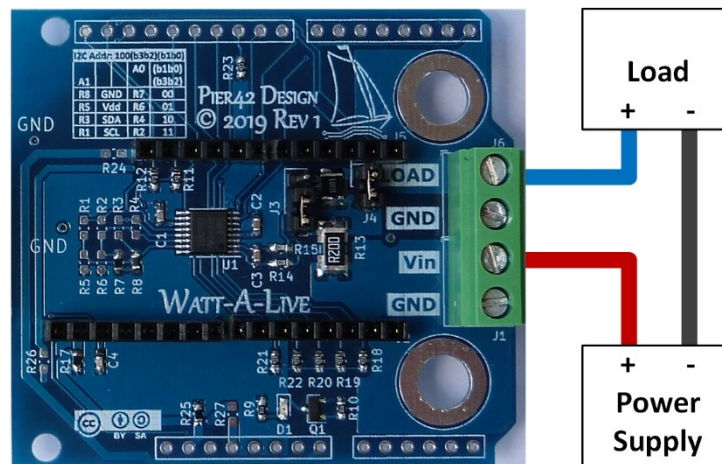 I2C Addr: 100(b3b2)(b1b0)
A1 A0 (b1b0) (b3b2)
R8 GND R7 00
R5 Vdd R6 01
R3 SDA R4 10
R1 SCL R2 11
R23
PIER42 DESIGN
© 2019 REV 1
GND
R24
R12
R11
J5
J6
LOAD
GND
Vin
GND
J1
J3
J4
R1 R2 R3 R4
C1
C2
U1
C3
R15
R14
R13
R200
GND
R5 R6 R7 R8
WATT-A-LIVE
R26
R17
C4
R21
R22 R20 R19
R18
R25
R27
R9
D1
Q1
R10
CC BY SA
Load
+ -
+ -
Power
Supply